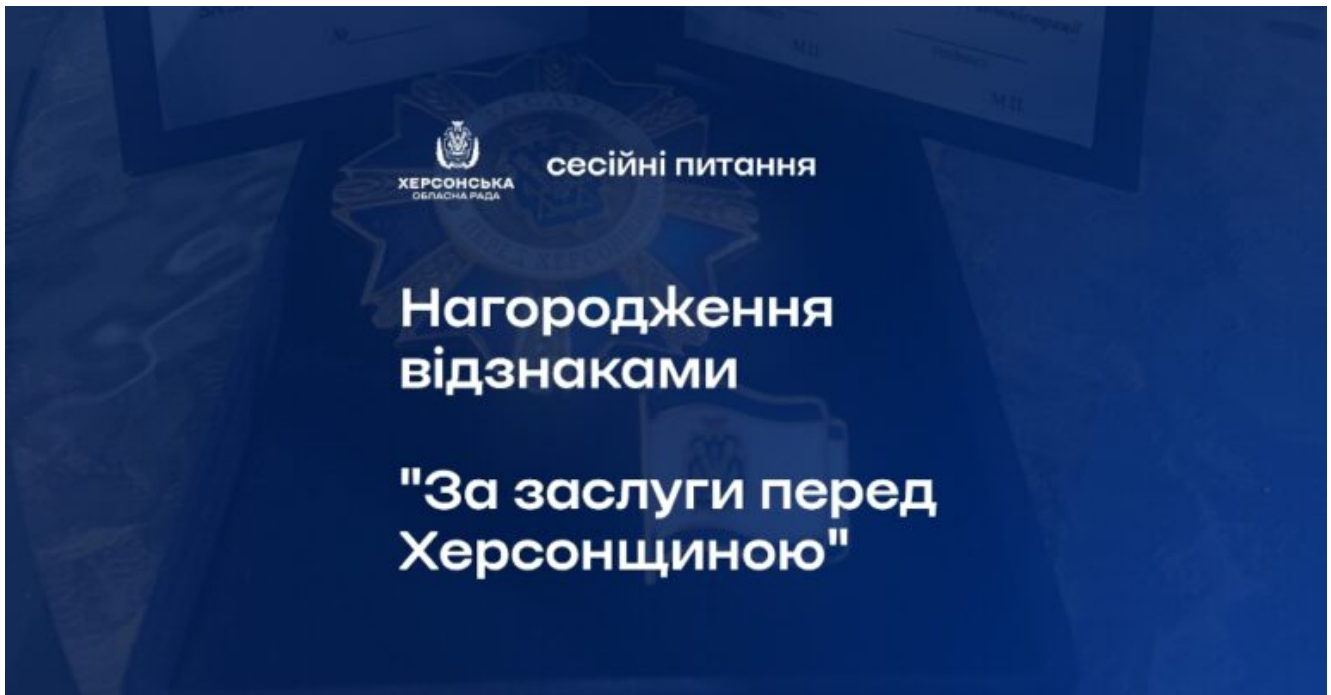 ХЕРСОНСЬКА
ОБЛАСНА РАДА
сесійні питання
Нагородження
відзнаками
"За заслуги перед
Херсонщиною"
М.П
М.П